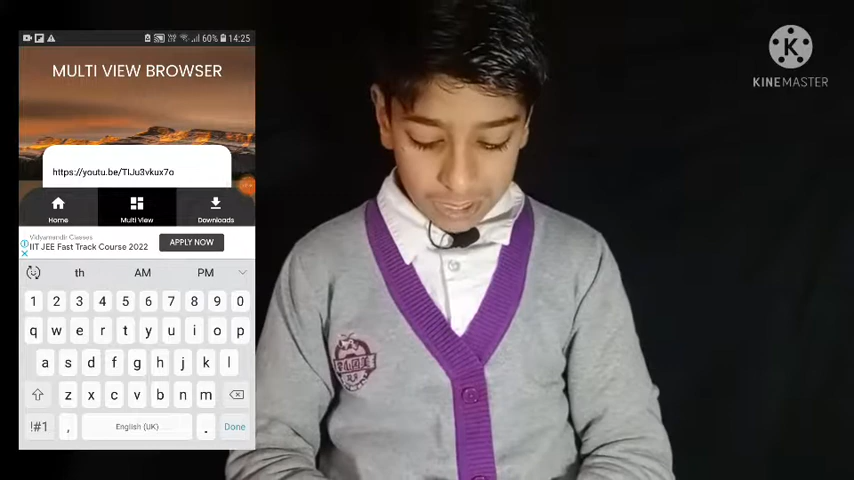 60% 14:25
MULTI VIEW BROWSER
https://youtu.be/TIJu3vkux7o
Home Multi View Downloads
Vidyamandir Classes
IIT JEE Fast Track Course 2022
APPLY NOW
th AM PM
1 2 3 4 5 6 7 8 9 0
q w e r t y u i o p
a s d f g h j k l
z x c v b n m
!#1 , English (UK) . Done
K
KINEMASTER